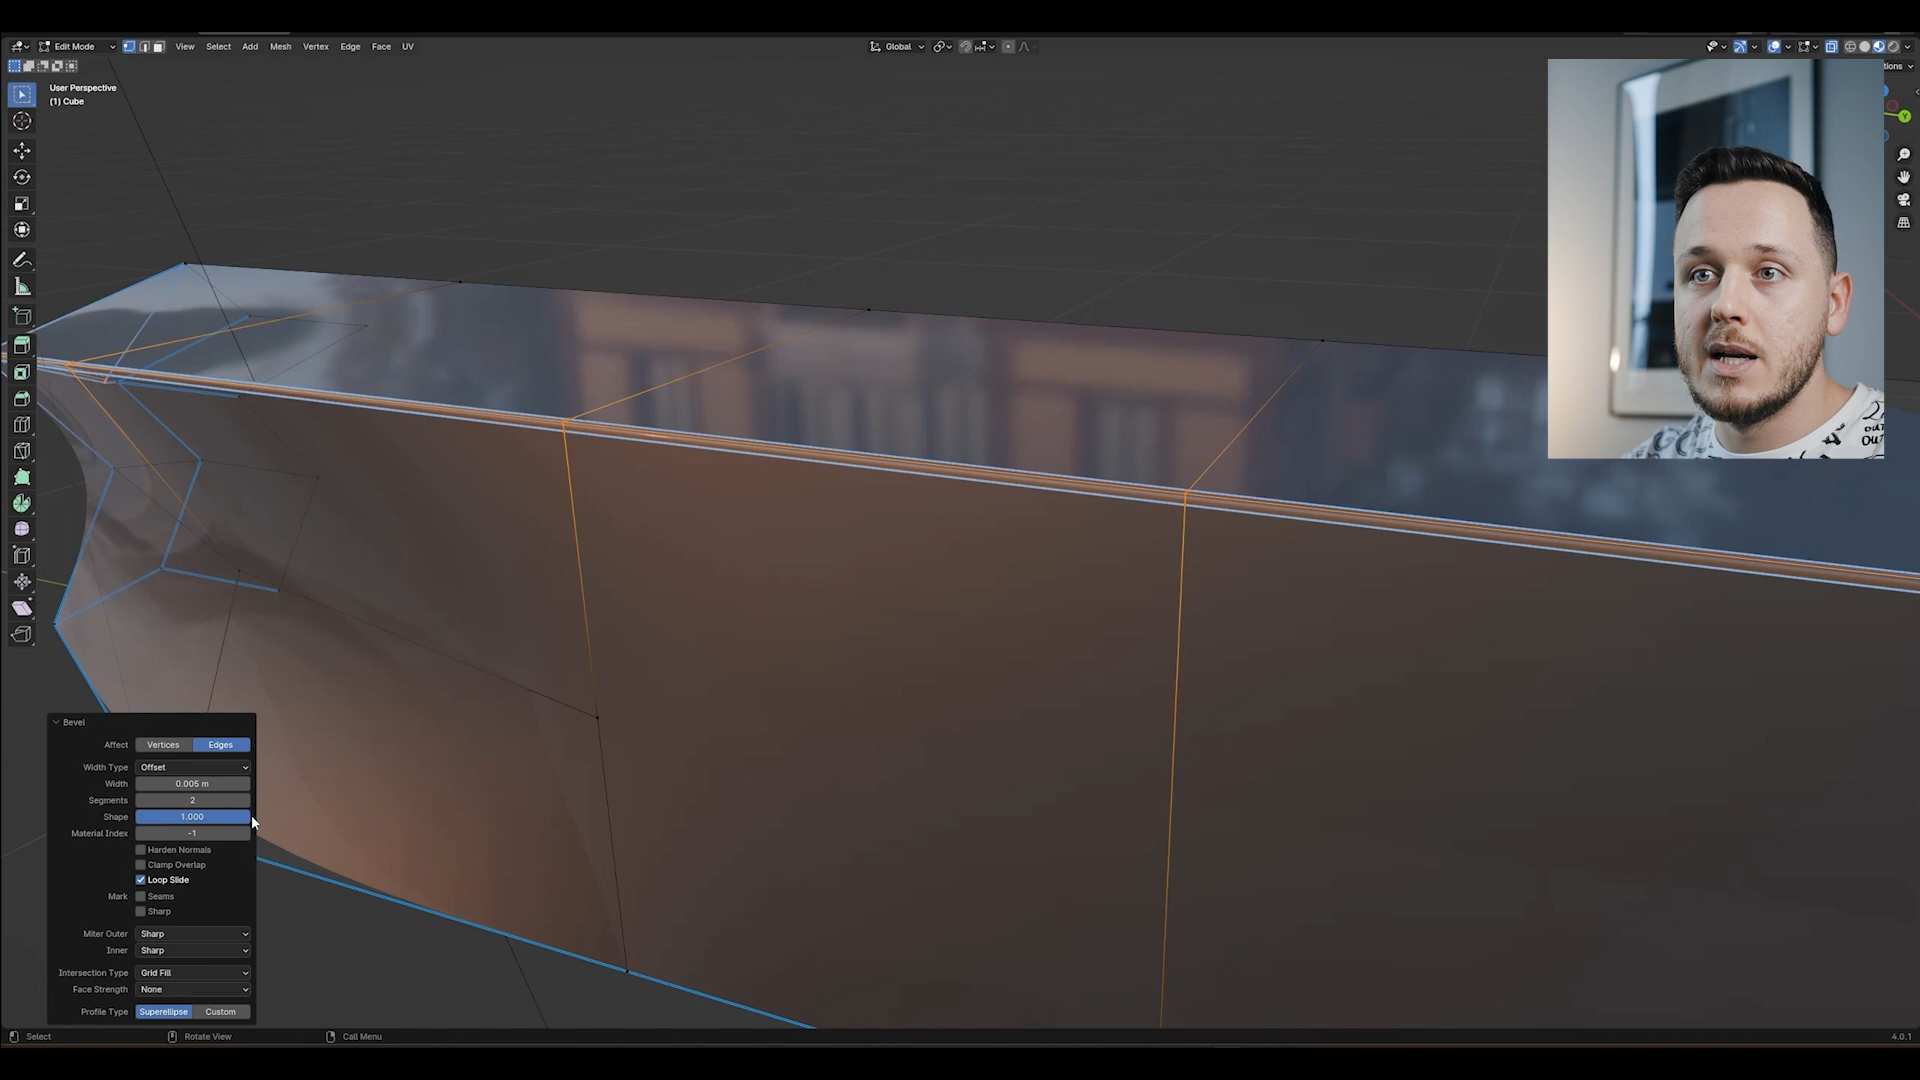 Edit Mode View Select Add Mesh Vertex Edge Face UV Global
tions
User Perspective
(1) Cube
Y
Bevel
Affect Vertices Edges
Width Type Offset
Width 0.005 m
Segments 2
Shape 1.000
Material Index -1
Harden Normals
Clamp Overlap
Loop Slide
Mark Seams
Sharp
Miter Outer Sharp
Inner Sharp
Intersection Type Grid Fill
Face Strength None
Profile Type Superellipse Custom
Select Rotate View Call Menu 4.0.1